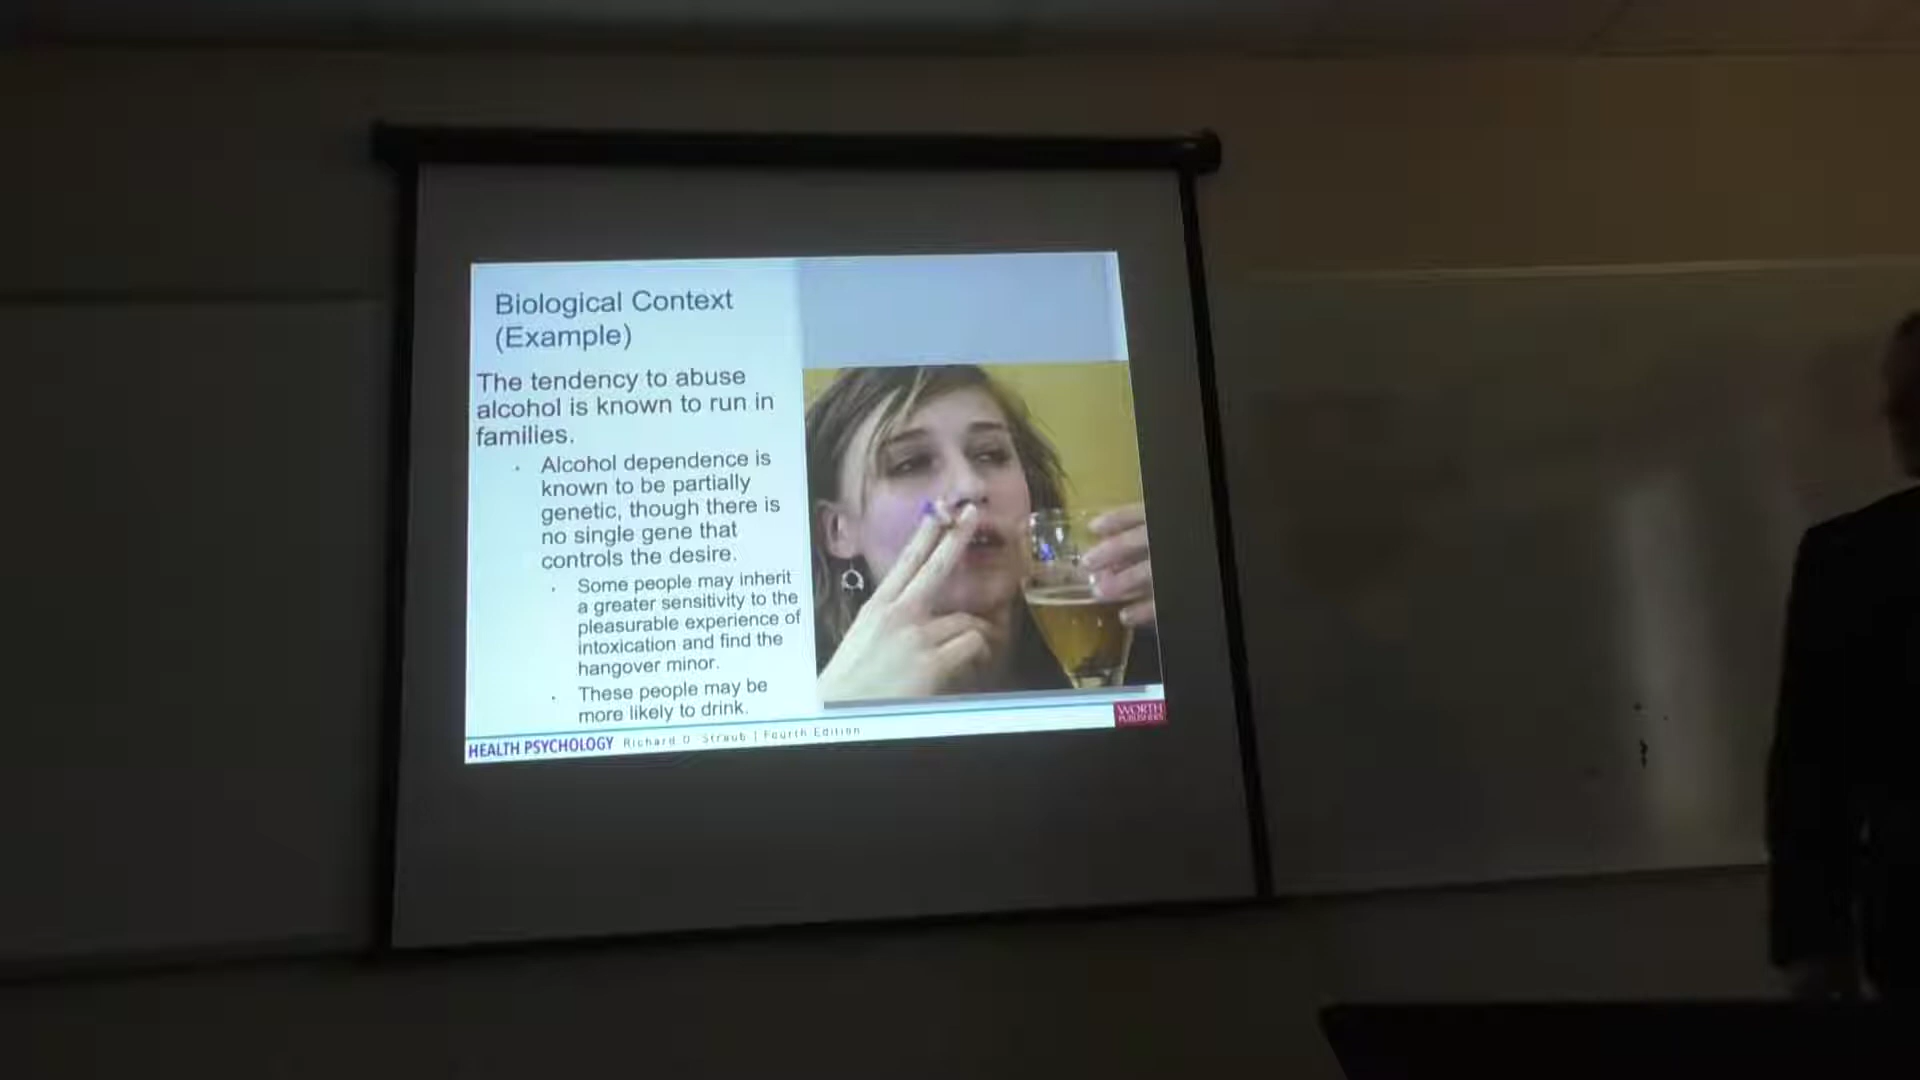 Biological Context
(Example)
The tendency to abuse
alcohol is known to run in
families.
· Alcohol dependence is
known to be partially
genetic, though there is
no single gene that
controls the desire.
· Some people may inherit
a greater sensitivity to the
pleasurable experience of
intoxication and find the
hangover minor.
· These people may be
more likely to drink.
HEALTH PSYCHOLOGY Richard O. Straub | Fourth Edition
WORTH
PUBLISHERS